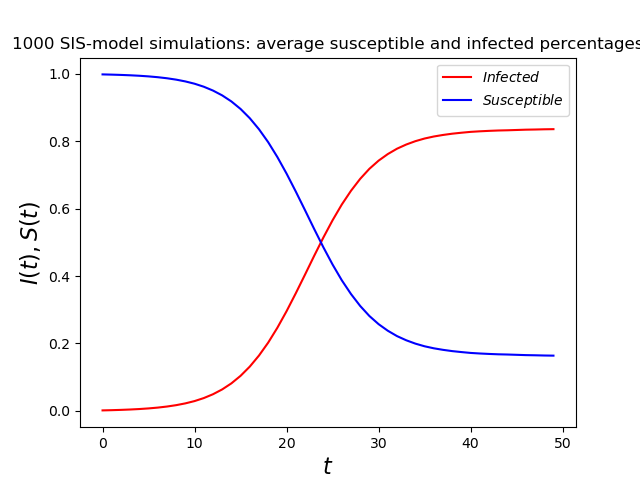 1000 SIS-model simulations: average susceptible and infected percentages
Infected
Susceptible
1.0
0.8
0.6
0.4
0.2
0.0
I(t), S(t)
0 10 20 30 40 50
t